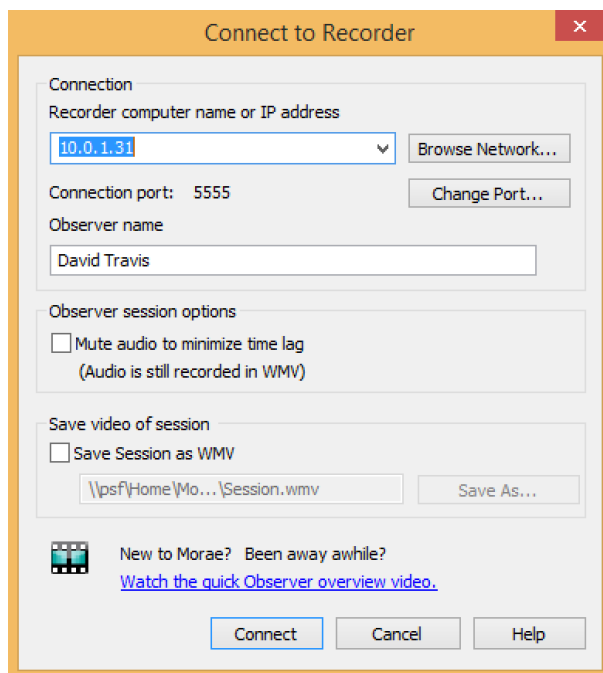 Connect to Recorder
Connection
Recorder computer name or IP address
10.0.1.31
Browse Network...
Connection port: 5555
Change Port...
Observer name
David Travis
Observer session options
Mute audio to minimize time lag
(Audio is still recorded in WMV)
Save video of session
Save Session as WMV
\\psf\Home\Mo...\Session.wmv
Save As...
New to Morae? Been away awhile?
Watch the quick Observer overview video.
Connect Cancel Help